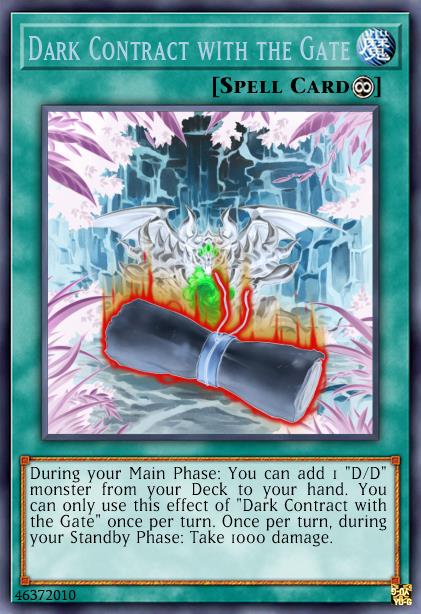 DARK CONTRACT WITH THE GATE
魔
[SPELL CARD]
During your Main Phase: You can add 1 "D/D"
monster from your Deck to your hand. You
can only use this effect of "Dark Contract with
the Gate" once per turn. Once per turn, during
your Standby Phase: Take 1000 damage.
46372010